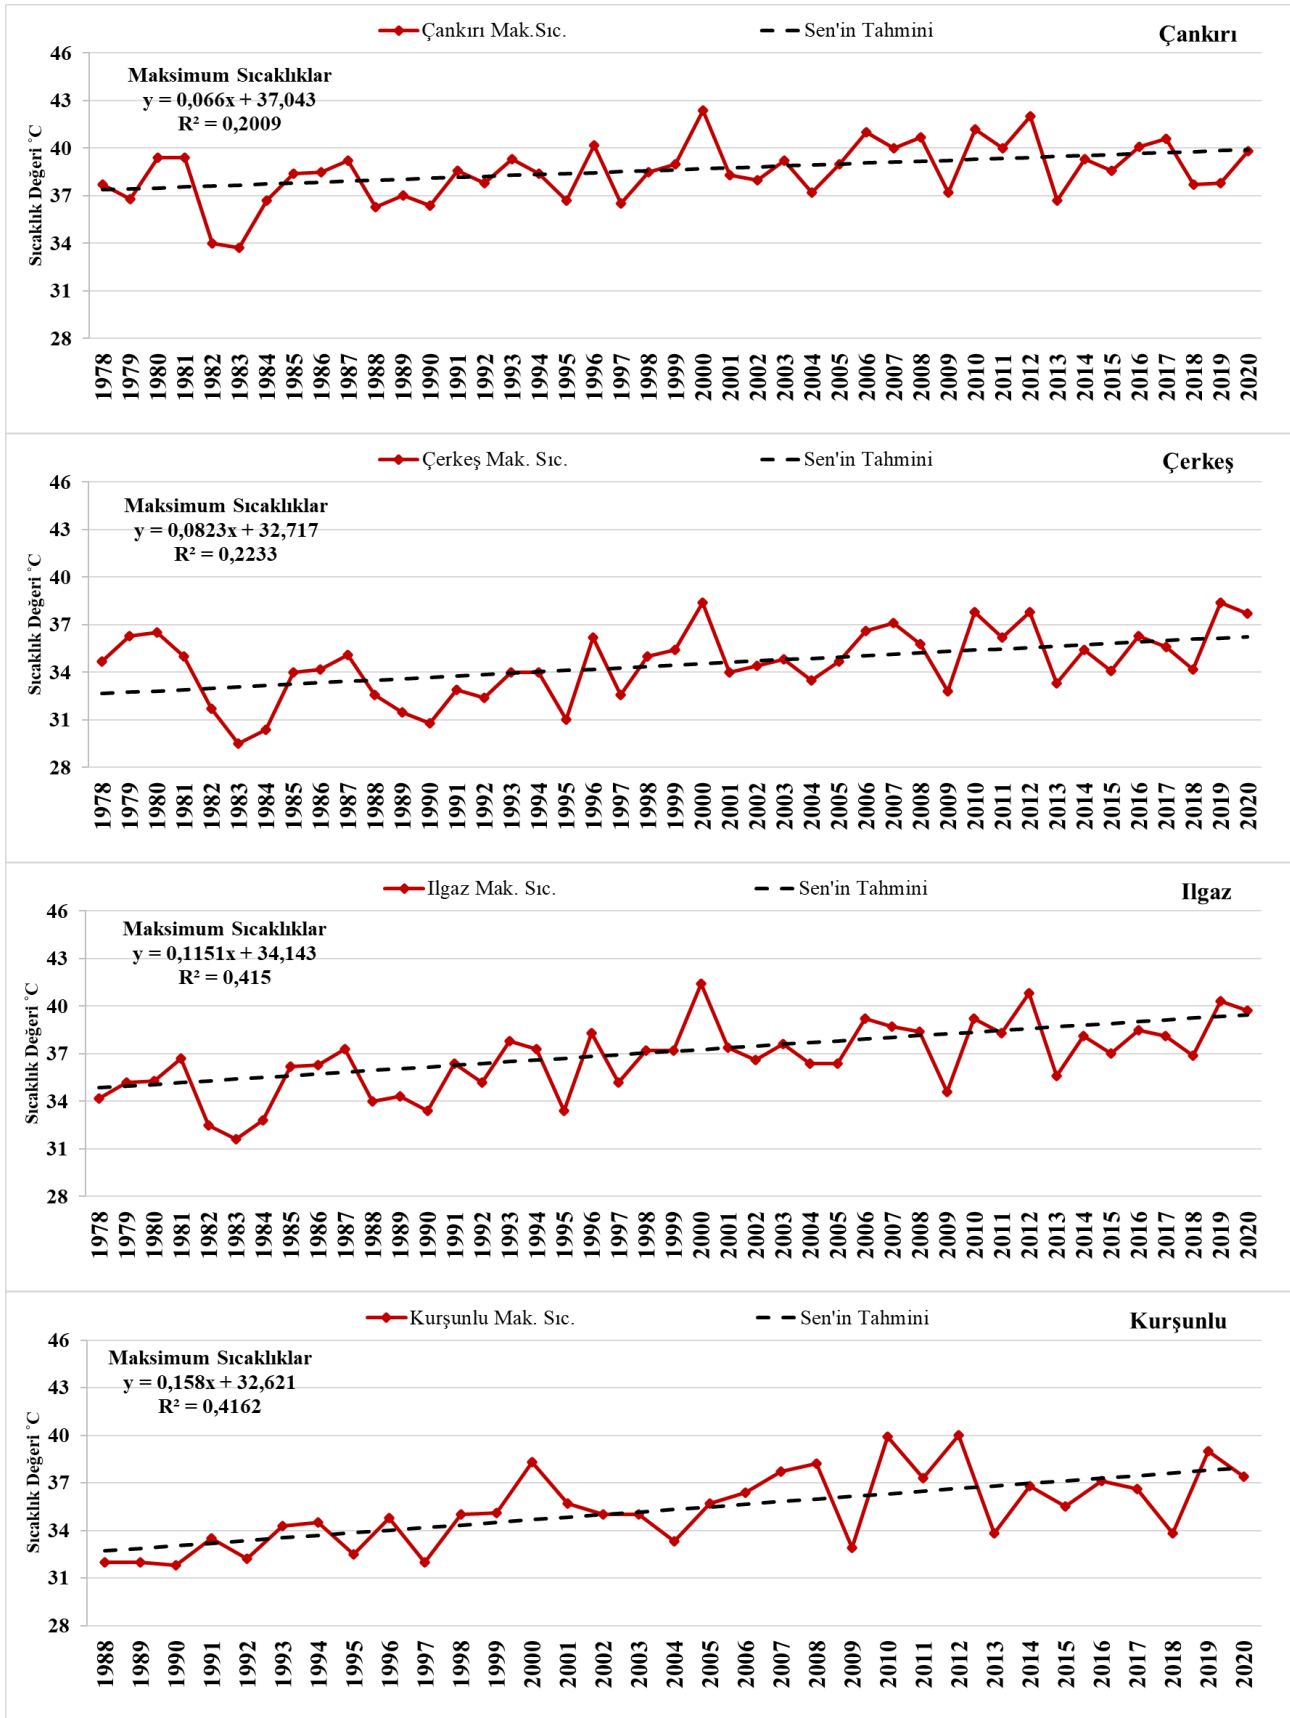 Çankırı Mak.Sıc. Sen'in Tahmini Çankırı
Maksimum Sıcaklıklar
y = 0,066x + 37,043
R² = 0,2009
Sıcaklık Değeri ˚C
46
43
40
37
34
31
28
1978 1979 1980 1981 1982 1983 1984 1985 1986 1987 1988 1989 1990 1991 1992 1993 1994 1995 1996 1997 1998 1999 2000 2001 2002 2003 2004 2005 2006 2007 2008 2009 2010 2011 2012 2013 2014 2015 2016 2017 2018 2019 2020
Çerkeş Mak. Sıc. Sen'in Tahmini Çerkeş
Maksimum Sıcaklıklar
y = 0,0823x + 32,717
R² = 0,2233
Sıcaklık Değeri ˚C
46
43
40
37
34
31
28
1978 1979 1980 1981 1982 1983 1984 1985 1986 1987 1988 1989 1990 1991 1992 1993 1994 1995 1996 1997 1998 1999 2000 2001 2002 2003 2004 2005 2006 2007 2008 2009 2010 2011 2012 2013 2014 2015 2016 2017 2018 2019 2020
Ilgaz Mak. Sıc. Sen'in Tahmini Ilgaz
Maksimum Sıcaklıklar
y = 0,1151x + 34,143
R² = 0,415
Sıcaklık Değeri ˚C
46
43
40
37
34
31
28
1978 1979 1980 1981 1982 1983 1984 1985 1986 1987 1988 1989 1990 1991 1992 1993 1994 1995 1996 1997 1998 1999 2000 2001 2002 2003 2004 2005 2006 2007 2008 2009 2010 2011 2012 2013 2014 2015 2016 2017 2018 2019 2020
Kurşunlu Mak. Sıc. Sen'in Tahmini Kurşunlu
Maksimum Sıcaklıklar
y = 0,158x + 32,621
R² = 0,4162
Sıcaklık Değeri ˚C
46
43
40
37
34
31
28
1988 1989 1990 1991 1992 1993 1994 1995 1996 1997 1998 1999 2000 2001 2002 2003 2004 2005 2006 2007 2008 2009 2010 2011 2012 2013 2014 2015 2016 2017 2018 2019 2020